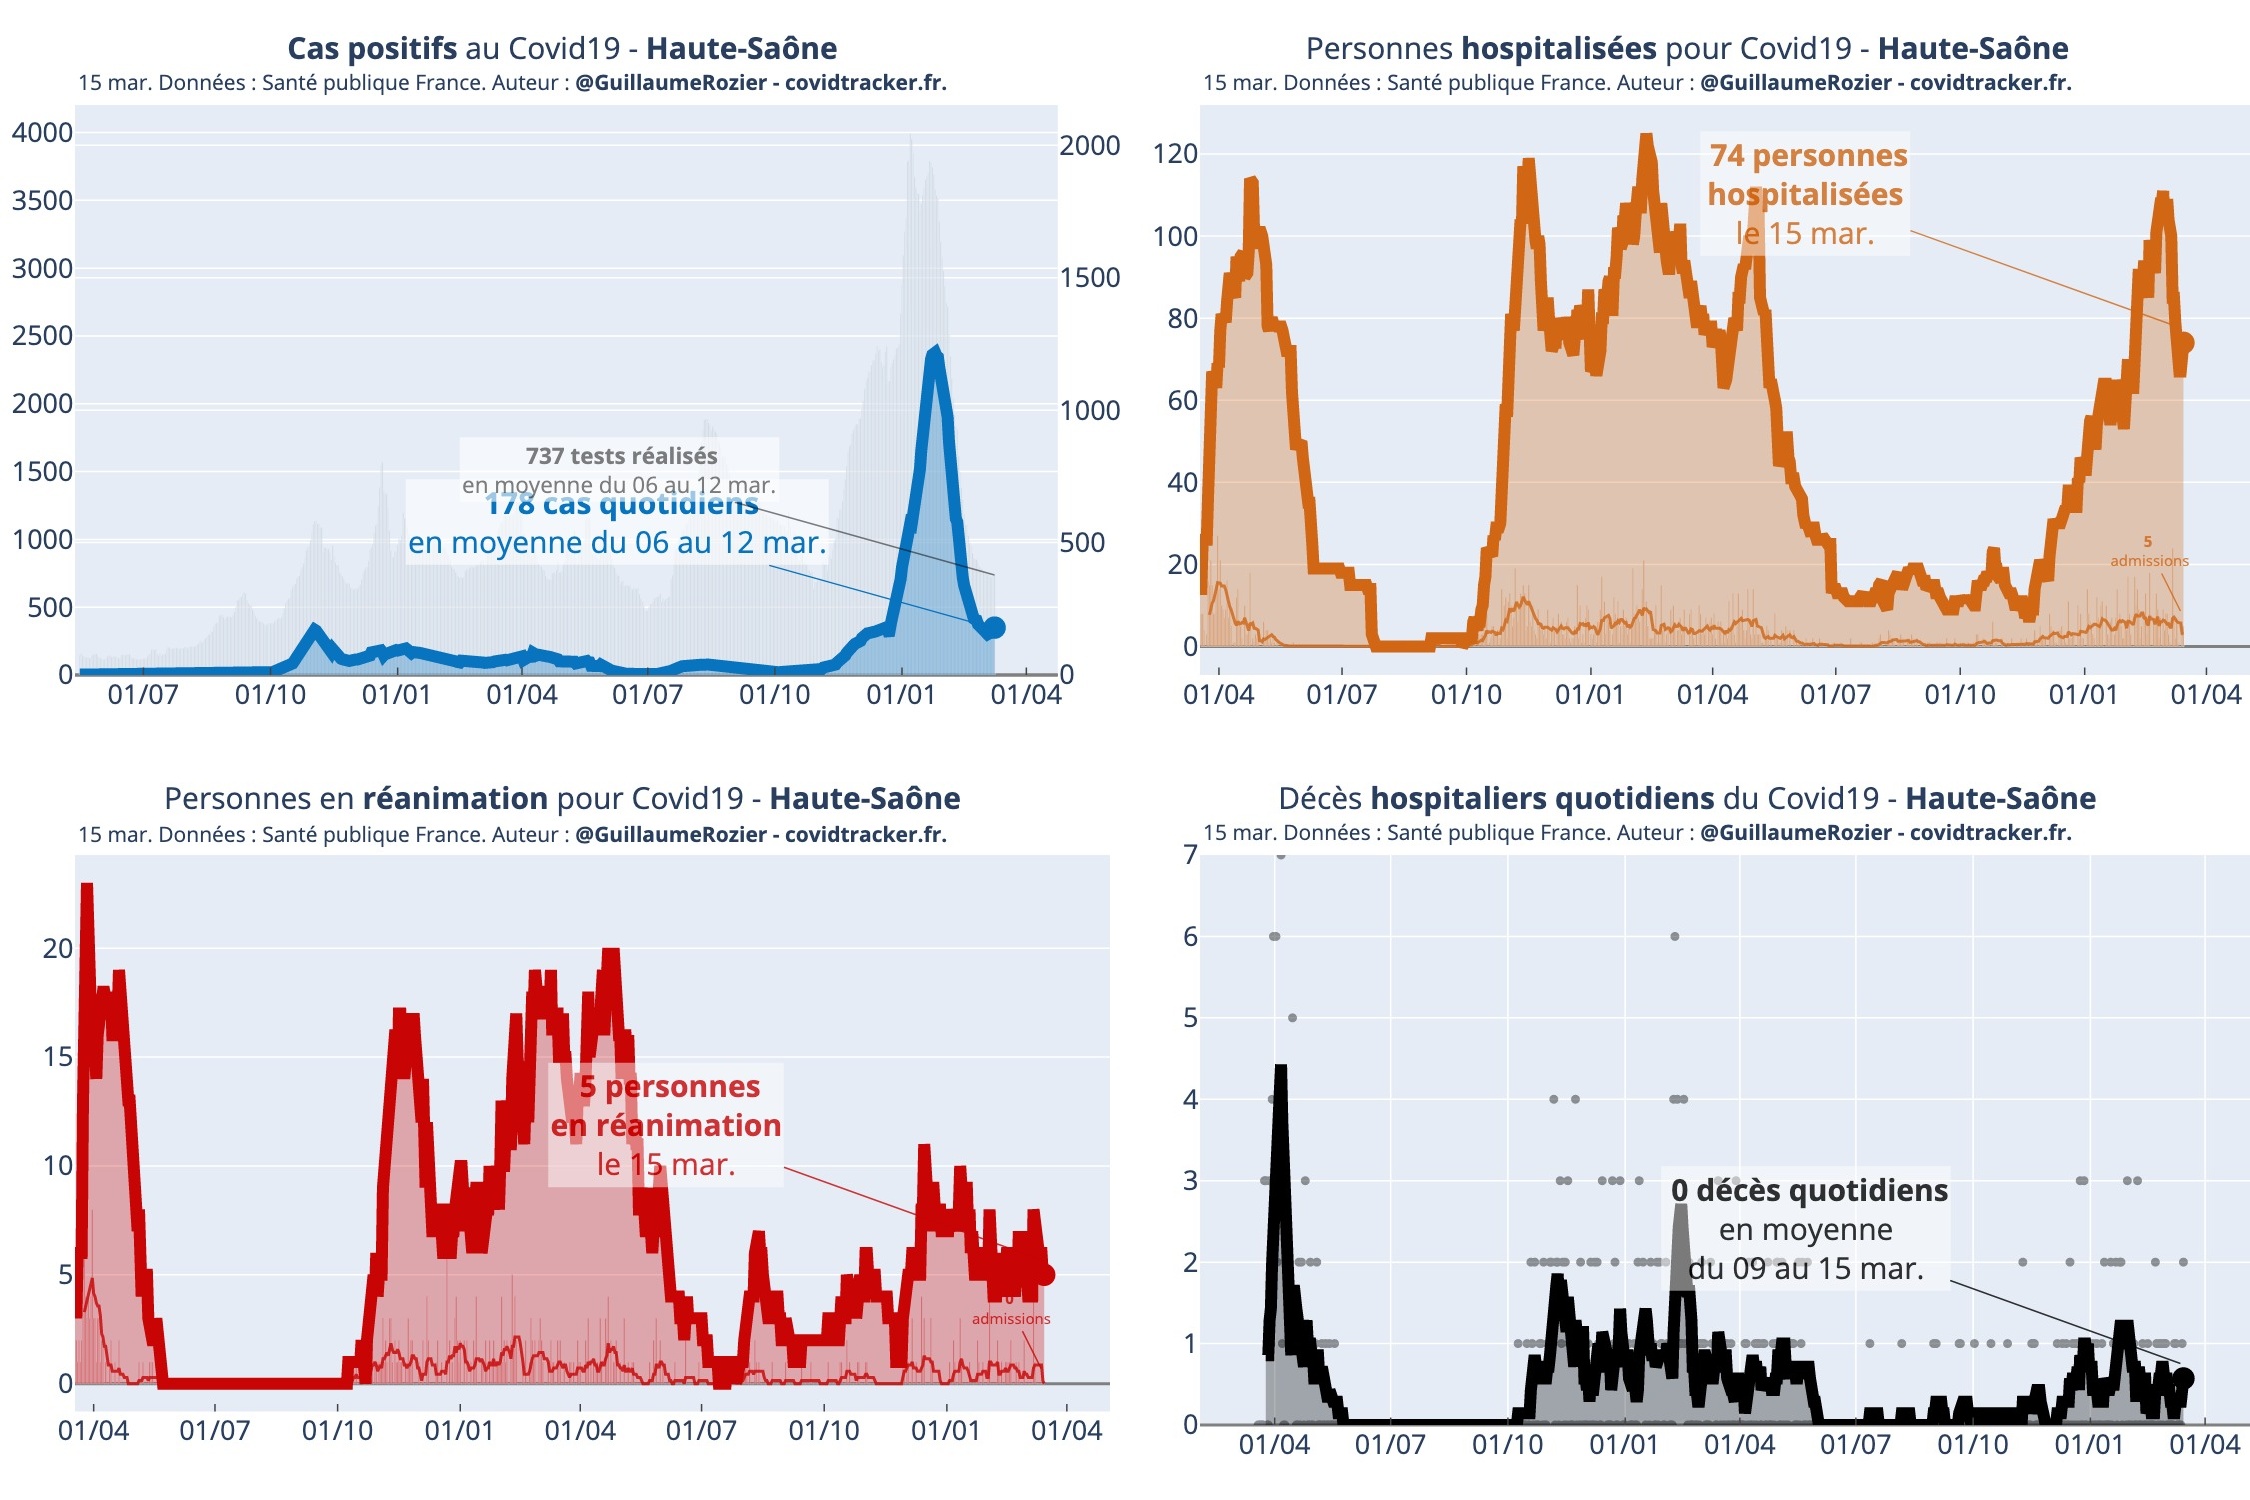 Cas positifs au Covid19 - Haute-Saône
15 mar. Données : Santé publique France. Auteur : @GuillaumeRozier - covidtracker.fr.
4000
3500
3000
2500
2000
1500
1000
500
0
2000
1500
1000
500
0
737 tests réalisés
en moyenne du 06 au 12 mar.
178 cas quotidiens
en moyenne du 06 au 12 mar.
01/07 01/10 01/01 01/04 01/07 01/10 01/01 01/04
Personnes hospitalisées pour Covid19 - Haute-Saône
15 mar. Données : Santé publique France. Auteur : @GuillaumeRozier - covidtracker.fr.
120
100
80
60
40
20
0
74 personnes
hospitalisées
le 15 mar.
5
admissions
01/04 01/07 01/10 01/01 01/04 01/07 01/10 01/01 01/04
Personnes en réanimation pour Covid19 - Haute-Saône
15 mar. Données : Santé publique France. Auteur : @GuillaumeRozier - covidtracker.fr.
20
15
10
5
0
5 personnes
en réanimation
le 15 mar.
admissions
01/04 01/07 01/10 01/01 01/04 01/07 01/10 01/01 01/04
Décès hospitaliers quotidiens du Covid19 - Haute-Saône
15 mar. Données : Santé publique France. Auteur : @GuillaumeRozier - covidtracker.fr.
7
6
5
4
3
2
1
0
0 décès quotidiens
en moyenne
du 09 au 15 mar.
01/04 01/07 01/10 01/01 01/04 01/07 01/10 01/01 01/04